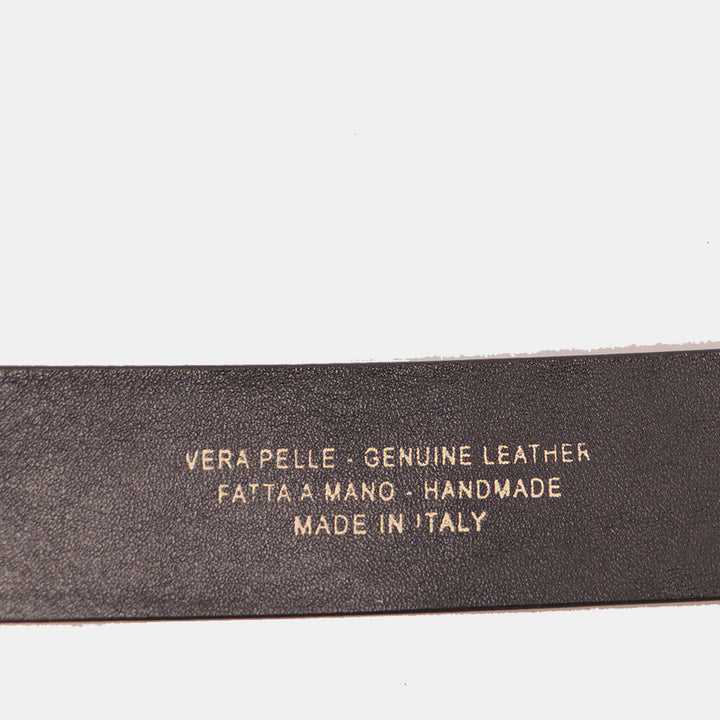 VERA PELLE - GENUINE LEATHER
FATTA A MANO - HANDMADE
MADE IN ITALY